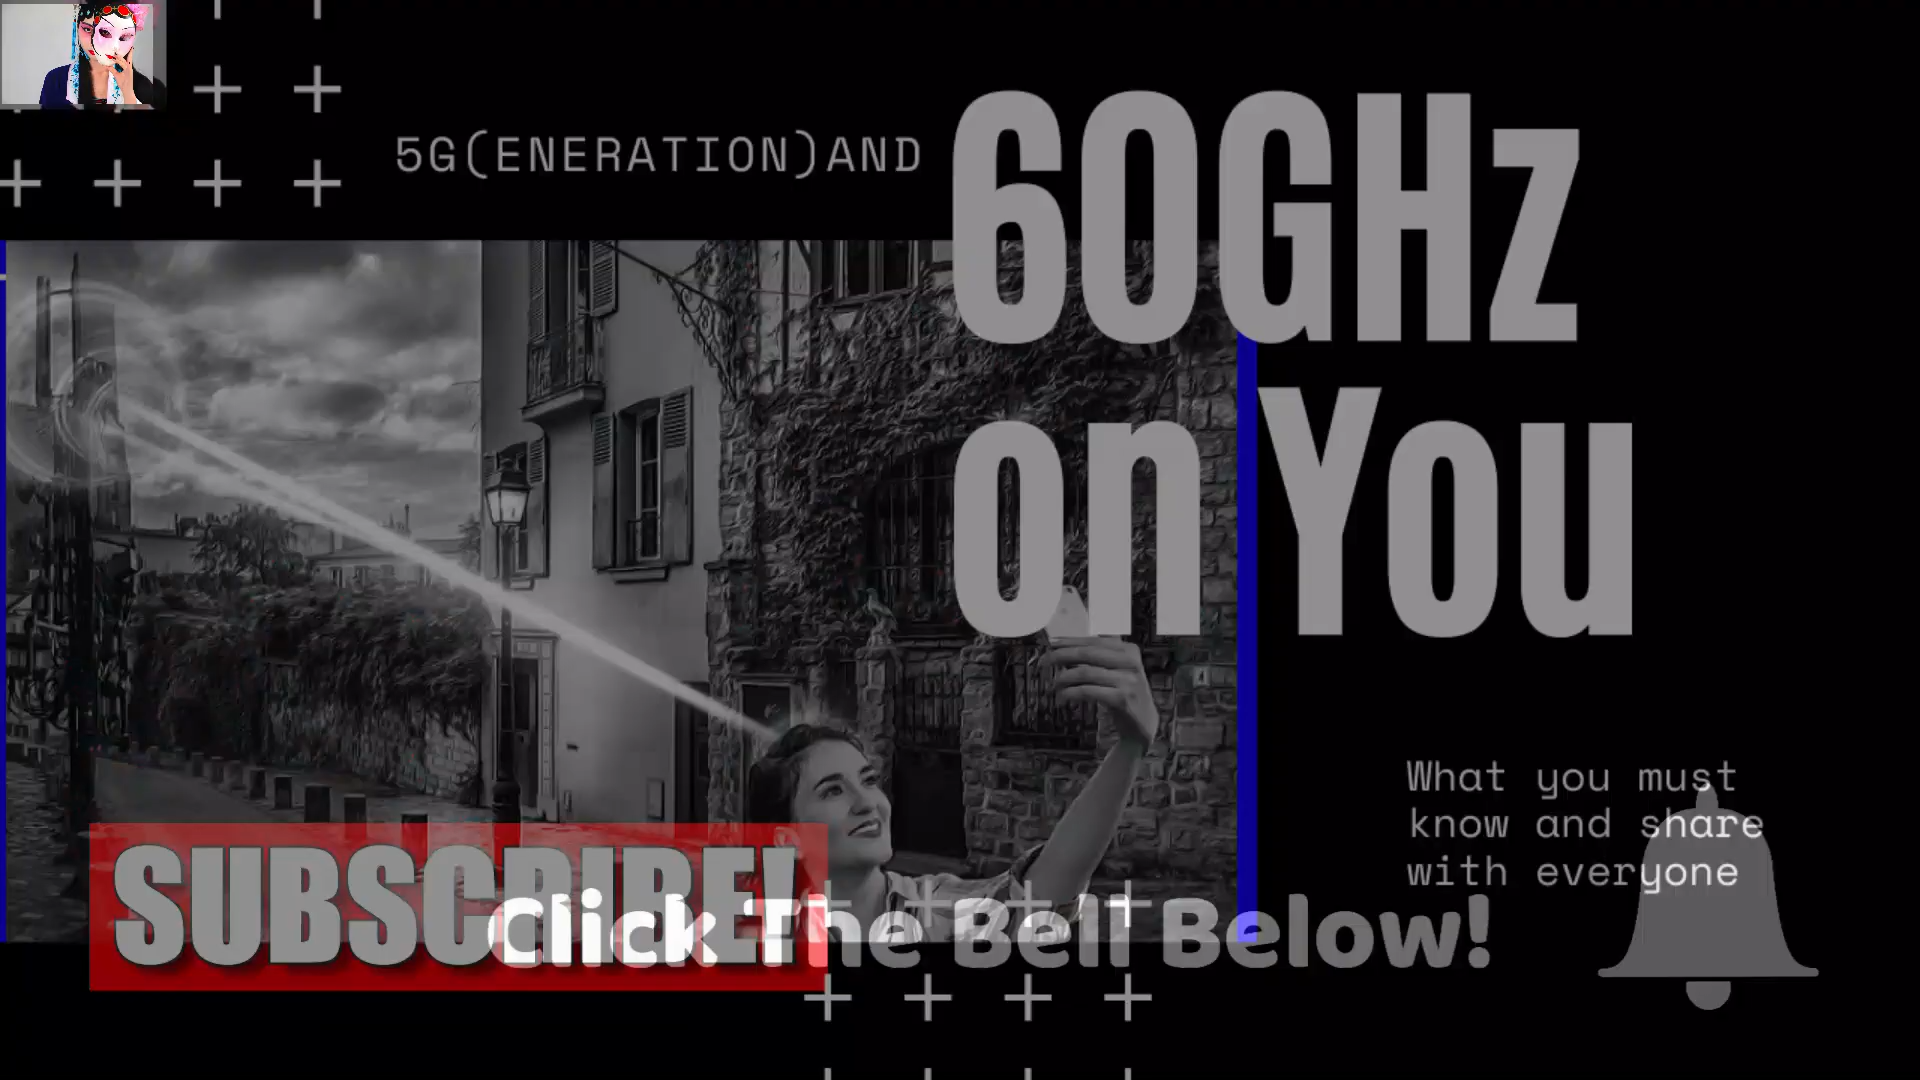 5G(ENERATION)AND
60GHz
on You
What you must
know and share
with everyone
SUBSCRIBE!
Click The Bell Below!